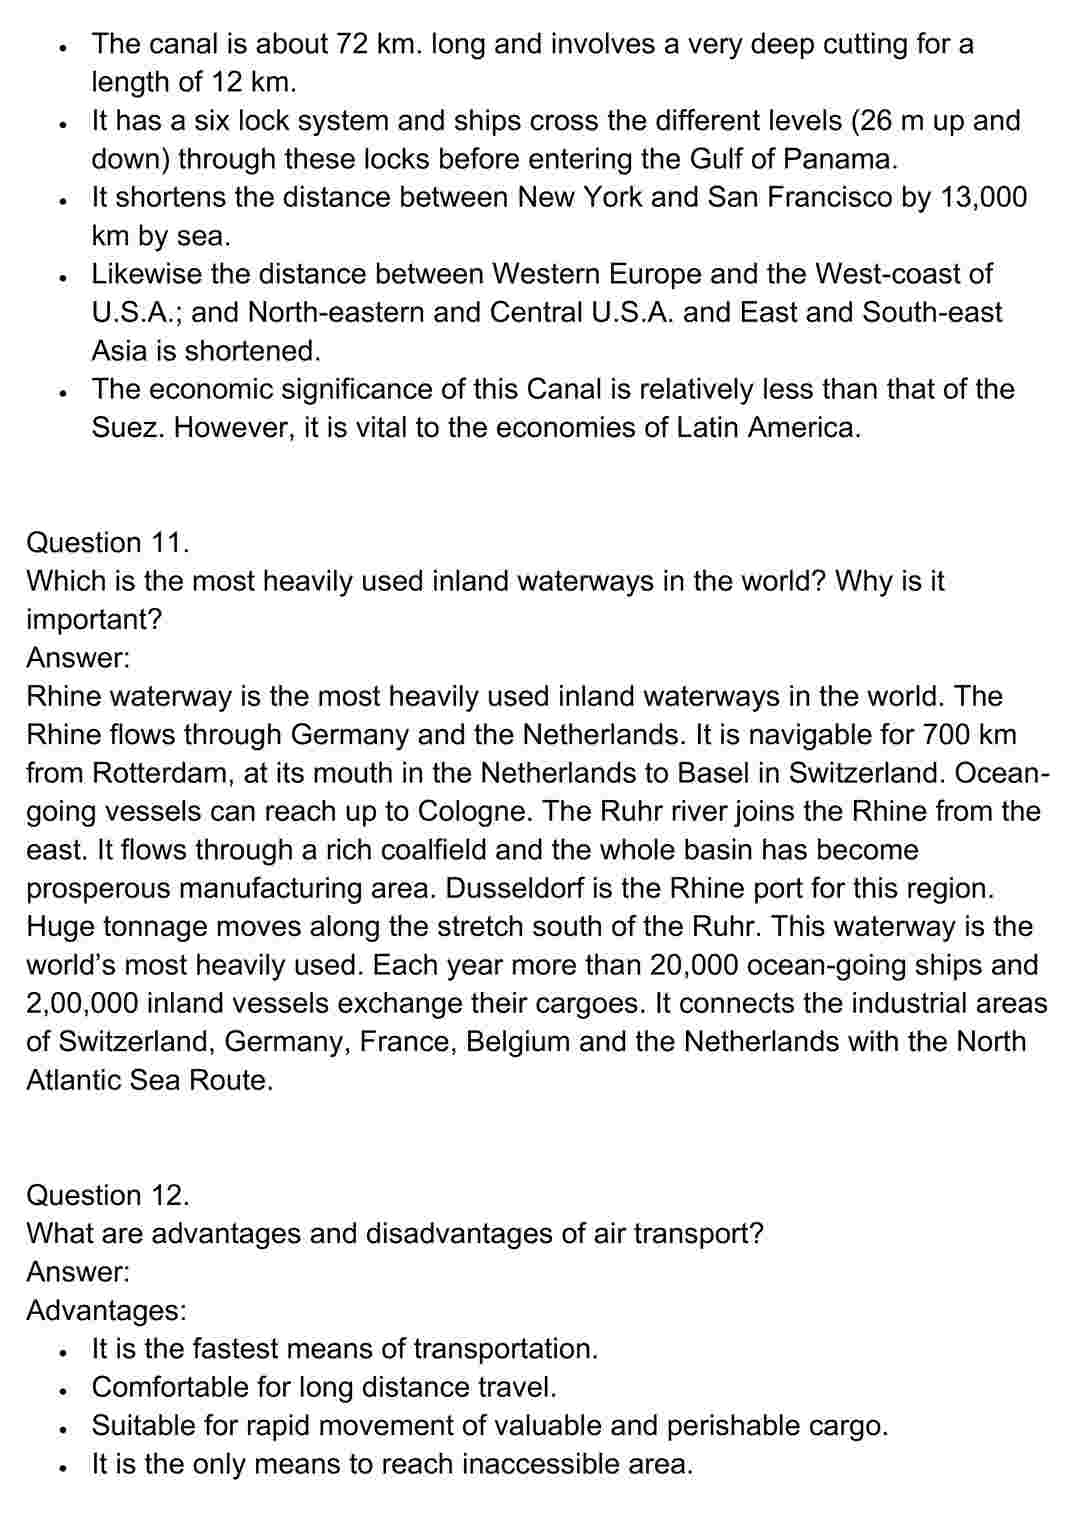 • The canal is about 72 km. long and involves a very deep cutting for a
length of 12 km.
• It has a six lock system and ships cross the different levels (26 m up and
down) through these locks before entering the Gulf of Panama.
• It shortens the distance between New York and San Francisco by 13,000
km by sea.
• Likewise the distance between Western Europe and the West-coast of
U.S.A.; and North-eastern and Central U.S.A. and East and South-east
Asia is shortened.
• The economic significance of this Canal is relatively less than that of the
Suez. However, it is vital to the economies of Latin America.
Question 11.
Which is the most heavily used inland waterways in the world? Why is it
important?
Answer:
Rhine waterway is the most heavily used inland waterways in the world. The
Rhine flows through Germany and the Netherlands. It is navigable for 700 km
from Rotterdam, at its mouth in the Netherlands to Basel in Switzerland. Ocean-
going vessels can reach up to Cologne. The Ruhr river joins the Rhine from the
east. It flows through a rich coalfield and the whole basin has become
prosperous manufacturing area. Dusseldorf is the Rhine port for this region.
Huge tonnage moves along the stretch south of the Ruhr. This waterway is the
world’s most heavily used. Each year more than 20,000 ocean-going ships and
2,00,000 inland vessels exchange their cargoes. It connects the industrial areas
of Switzerland, Germany, France, Belgium and the Netherlands with the North
Atlantic Sea Route.
Question 12.
What are advantages and disadvantages of air transport?
Answer:
Advantages:
• It is the fastest means of transportation.
• Comfortable for long distance travel.
• Suitable for rapid movement of valuable and perishable cargo.
• It is the only means to reach inaccessible area.